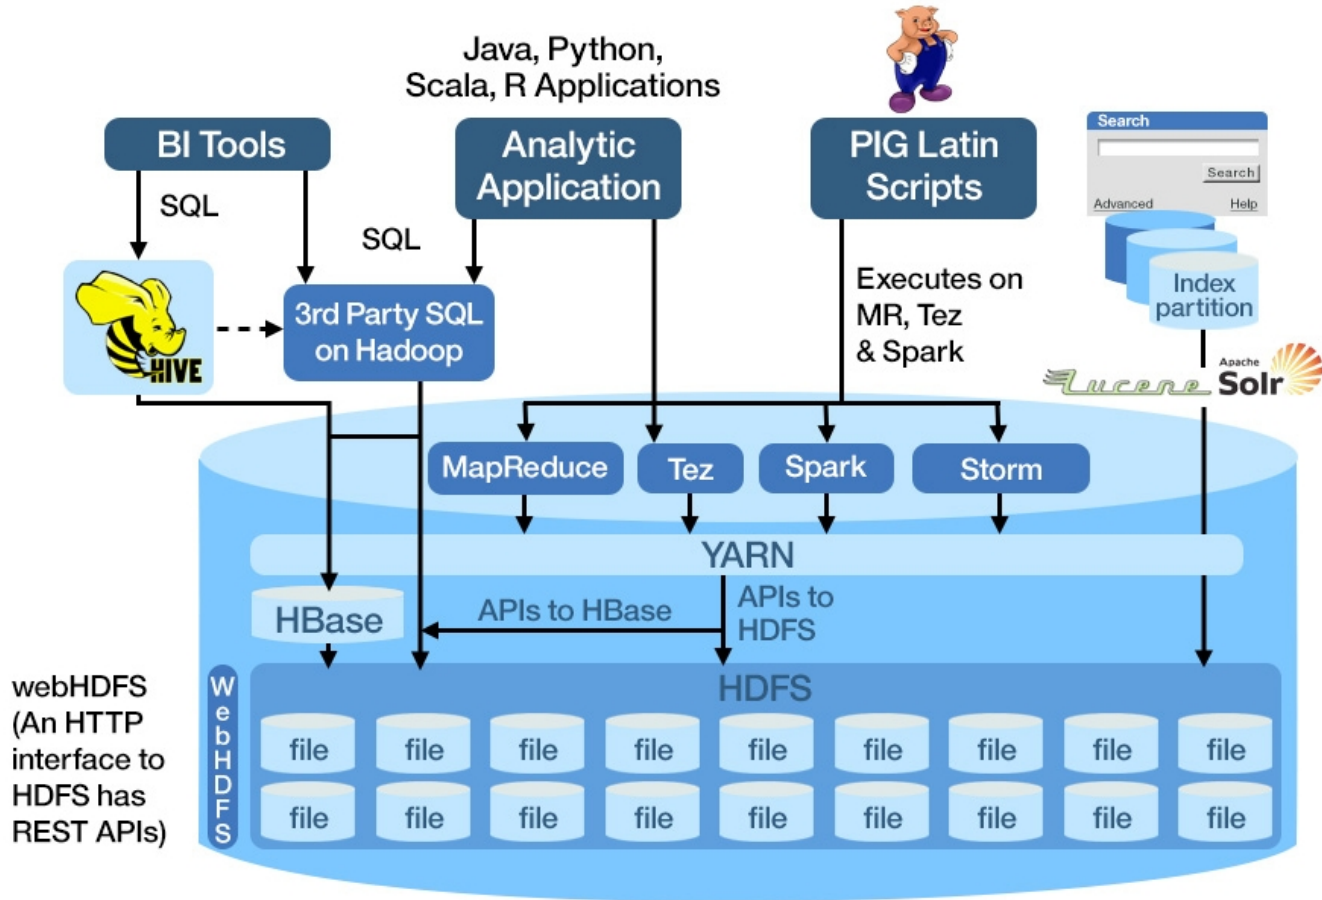 Java, Python,
Scala, R Applications
BI Tools
Analytic
Application
PIG Latin
Scripts
Search
Search
Advanced
Help
SQL
SQL
HIVE
3rd Party SQL
on Hadoop
Executes on
MR, Tez
& Spark
Index
partition
Lucene
Apache
Solr
MapReduce
Tez
Spark
Storm
YARN
HBase
APIs to HBase
APIs to
HDFS
webHDFS
(An HTTP
interface to
HDFS has
REST APIs)
WebHDFS
HDFS
file file file file file file file file file
file file file file file file file file file